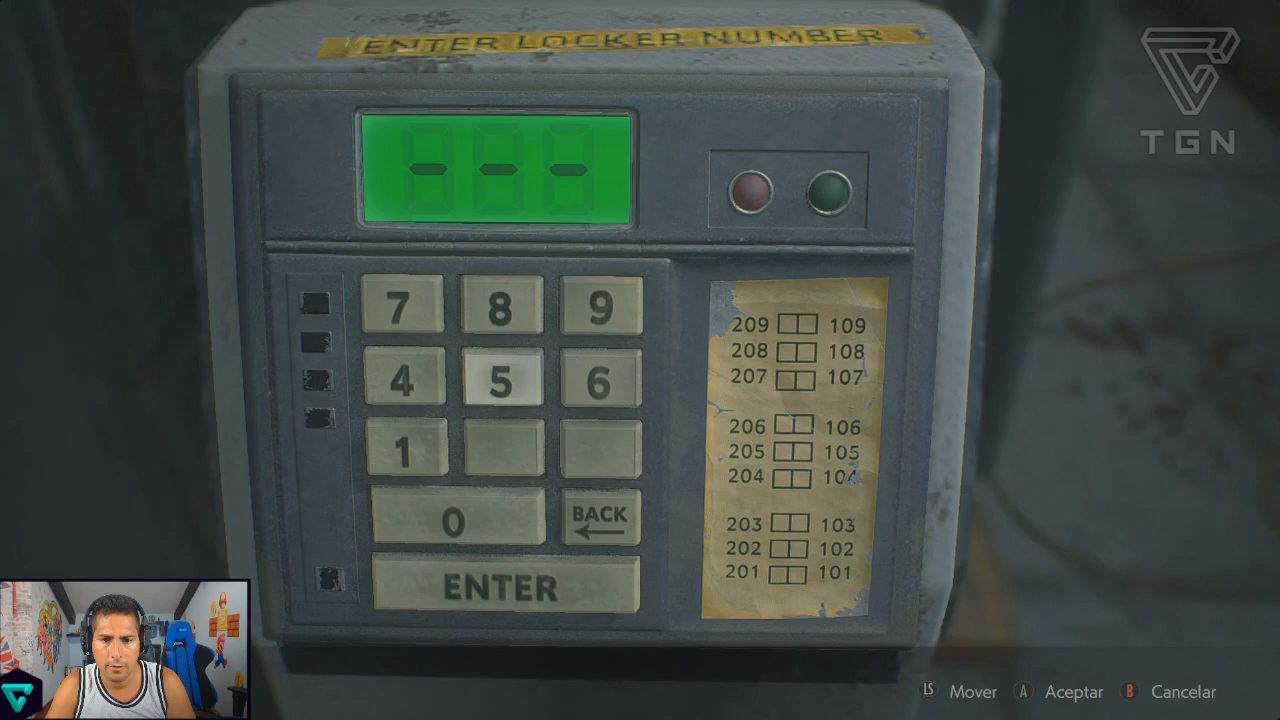 ENTER LOCKER NUMBER
TGN
7 8 9
4 5 6
1
0 BACK
ENTER
209 109
208 108
207 107
206 106
205 105
204 104
203 103
202 102
201 101
LS Mover A Aceptar B Cancelar